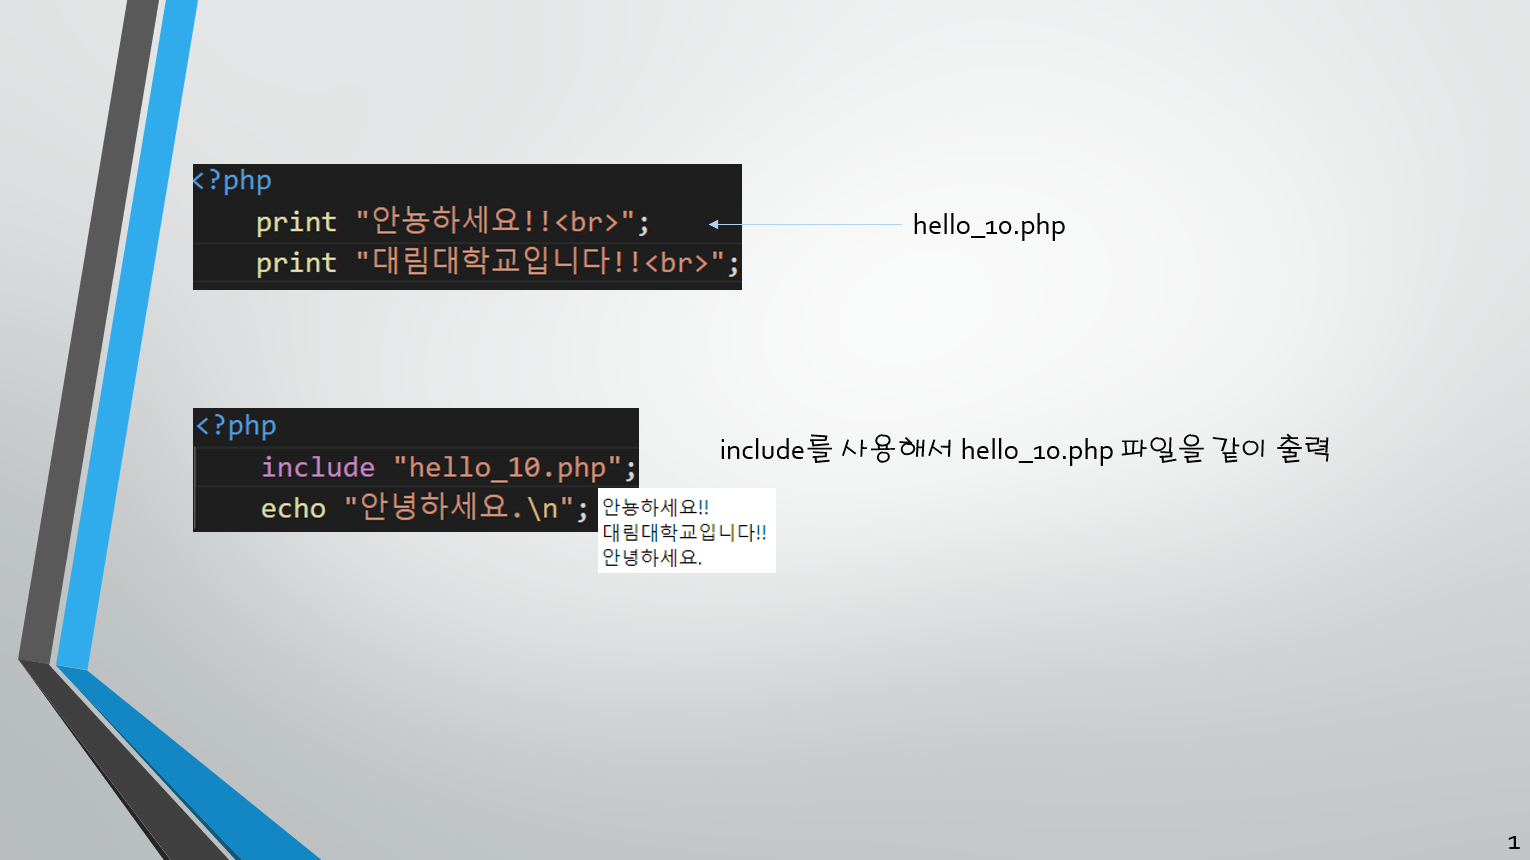 <?php
print "안뇽하세요!!<br>";
print "대림대학교입니다!!<br>";
hello_10.php
<?php
include "hello_10.php";
echo "안녕하세요.\n";
include를 사용해서 hello_10.php 파일을 같이 출력
안뇽하세요!!
대림대학교입니다!!
안녕하세요.
1